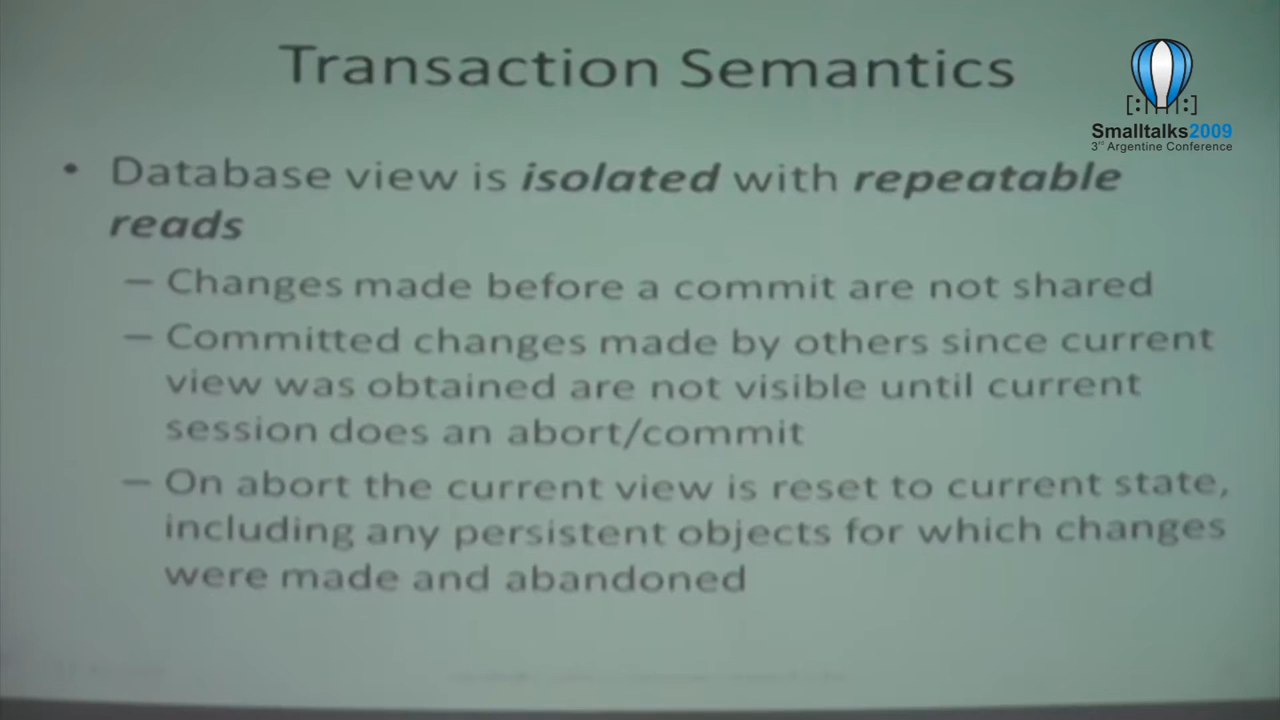 Transaction Semantics
[:||||:]
Smalltalks2009
3rd Argentine Conference
• Database view is isolated with repeatable
reads
– Changes made before a commit are not shared
– Committed changes made by others since current
view was obtained are not visible until current
session does an abort/commit
– On abort the current view is reset to current state,
including any persistent objects for which changes
were made and abandoned